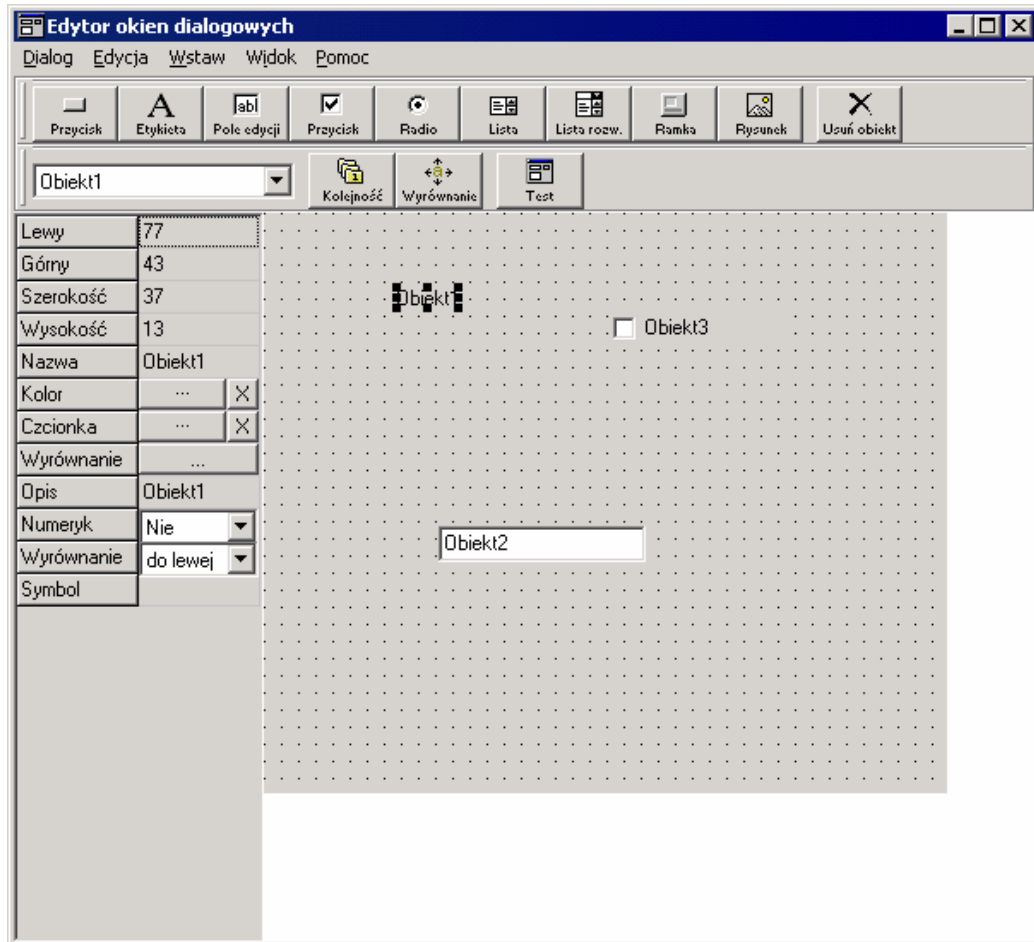 Edytor okien dialogowych
Dialog Edycja Wstaw Widok Pomoc
Przycisk Etykieta Pole edycji Przycisk Radio Lista Lista rozw. Ramka Rysunek Usuń obiekt
Obiekt1 Kolejność Wyrównanie Test
Lewy 77
Górny 43
Szerokość 37
Wysokość 13
Nazwa Obiekt1
Kolor ... X
Czcionka ... X
Wyrównanie ...
Opis Obiekt1
Numeryk Nie
Wyrównanie do lewej
Symbol
Obiekt1
Obiekt3
Obiekt2